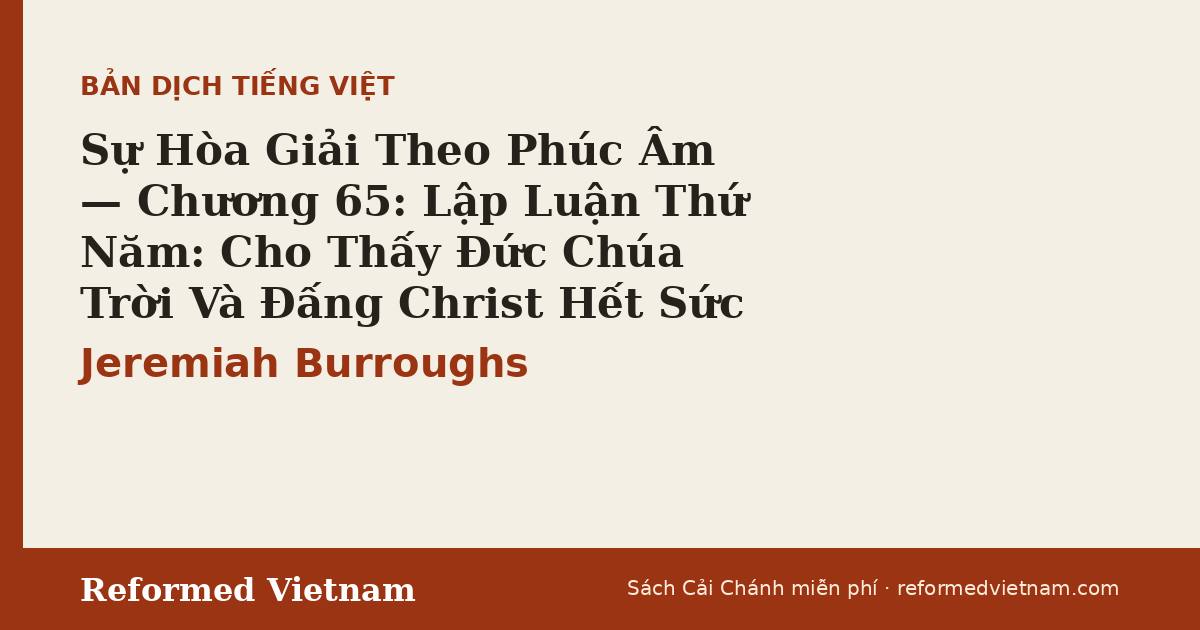 BẢN DỊCH TIẾNG VIỆT
Sự Hòa Giải Theo Phúc Âm
— Chương 65: Lập Luận Thứ
Năm: Cho Thấy Đức Chúa
Trời Và Đấng Christ Hết Sức
Jeremiah Burroughs
Reformed Vietnam
Sách Cải Chánh miễn phí · reformedvietnam.com